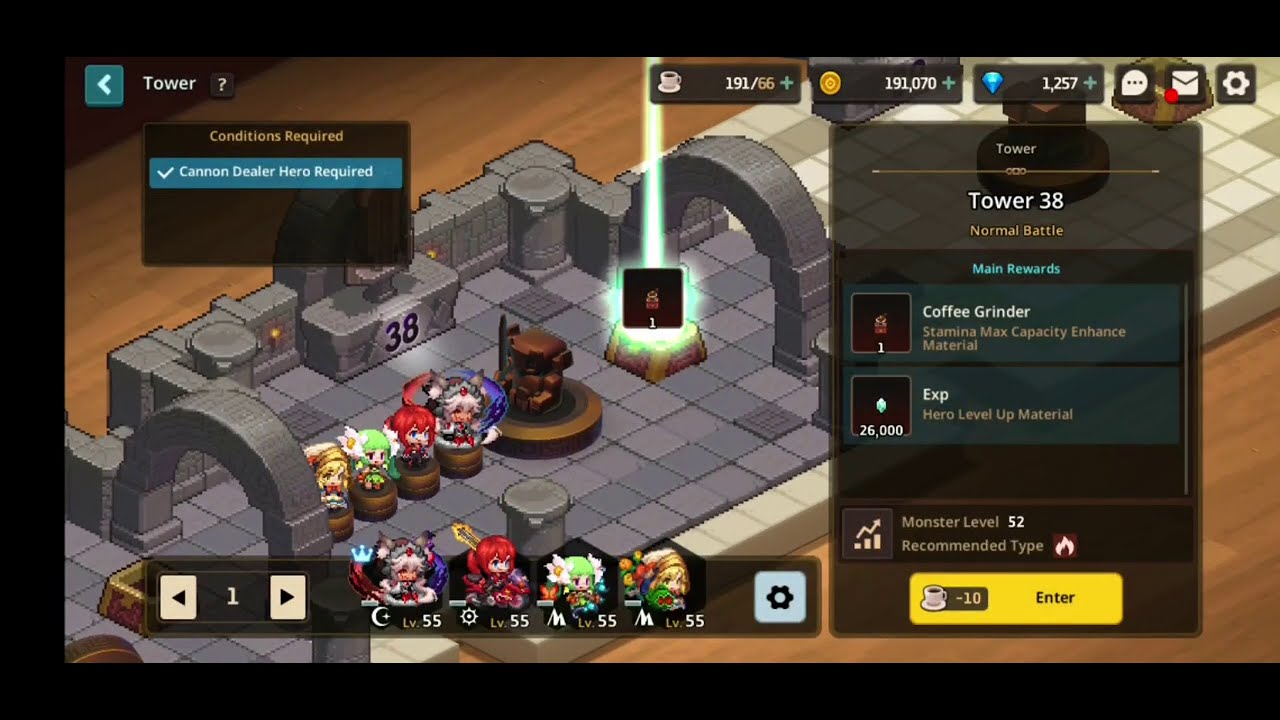 Tower ?
191/66 +
191,070 +
1,257 +
Conditions Required
Cannon Dealer Hero Required
38
1
Tower
Tower 38
Normal Battle
Main Rewards
Coffee Grinder
Stamina Max Capacity Enhance
Material
1
Exp
Hero Level Up Material
26,000
Monster Level 52
Recommended Type
-10 Enter
1
Lv. 55
Lv. 55
Lv. 55
Lv. 55